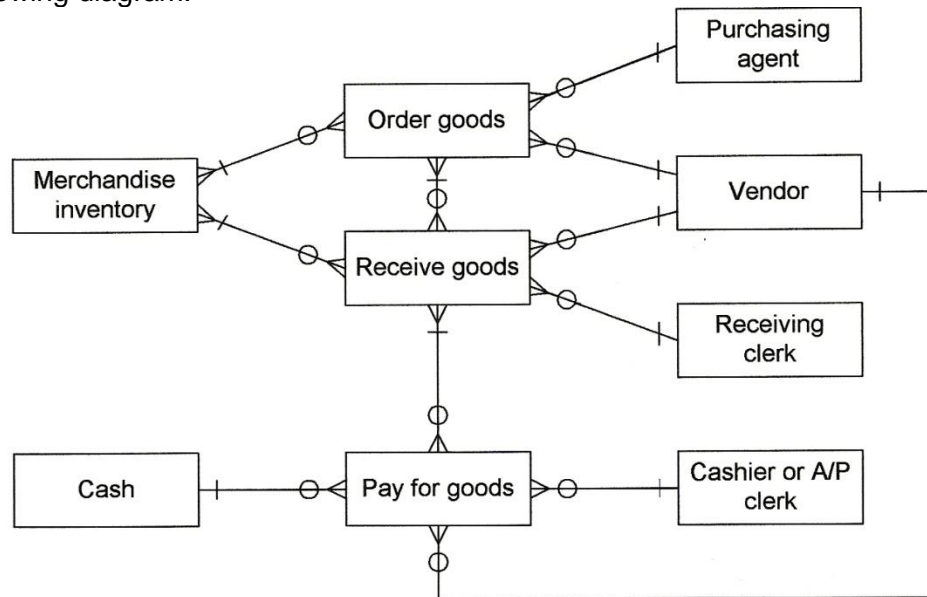 Purchasing
agent
Order goods
Merchandise
inventory
Vendor
Receive goods
Receiving
clerk
Cash
Pay for goods
Cashier or A/P
clerk